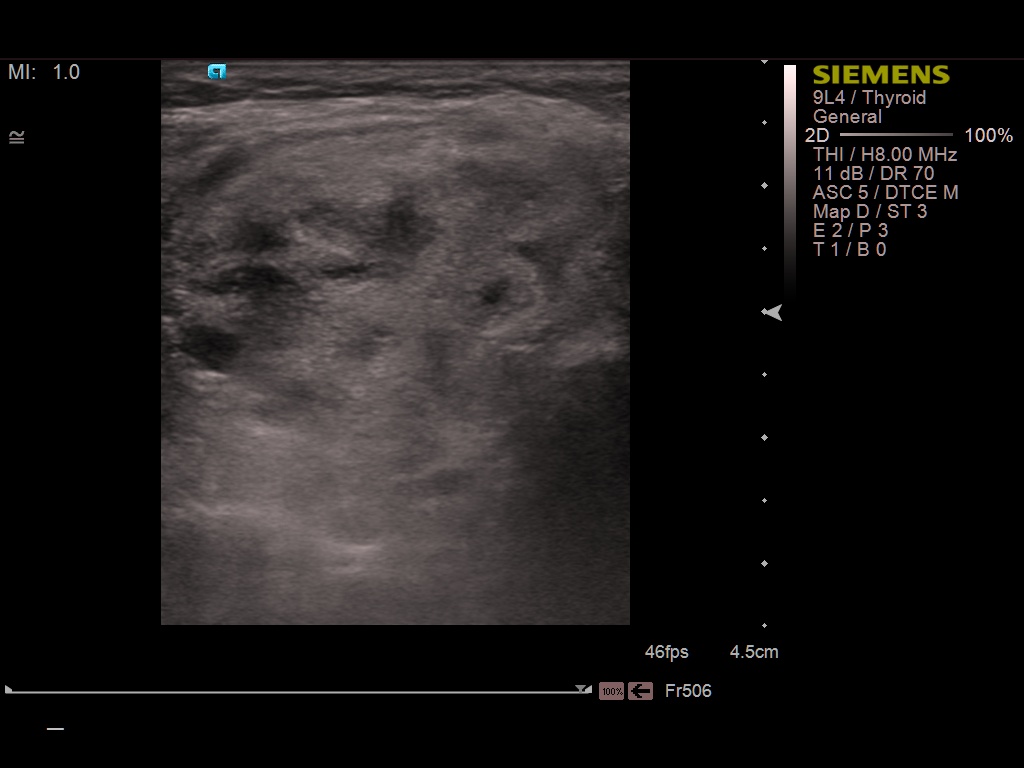 MI: 1.0
SIEMENS
9L4 / Thyroid
General
2D 100%
THI / H8.00 MHz
11 dB / DR 70
ASC 5 / DTCE M
Map D / ST 3
E 2 / P 3
T 1 / B 0
46fps 4.5cm
100% Fr506